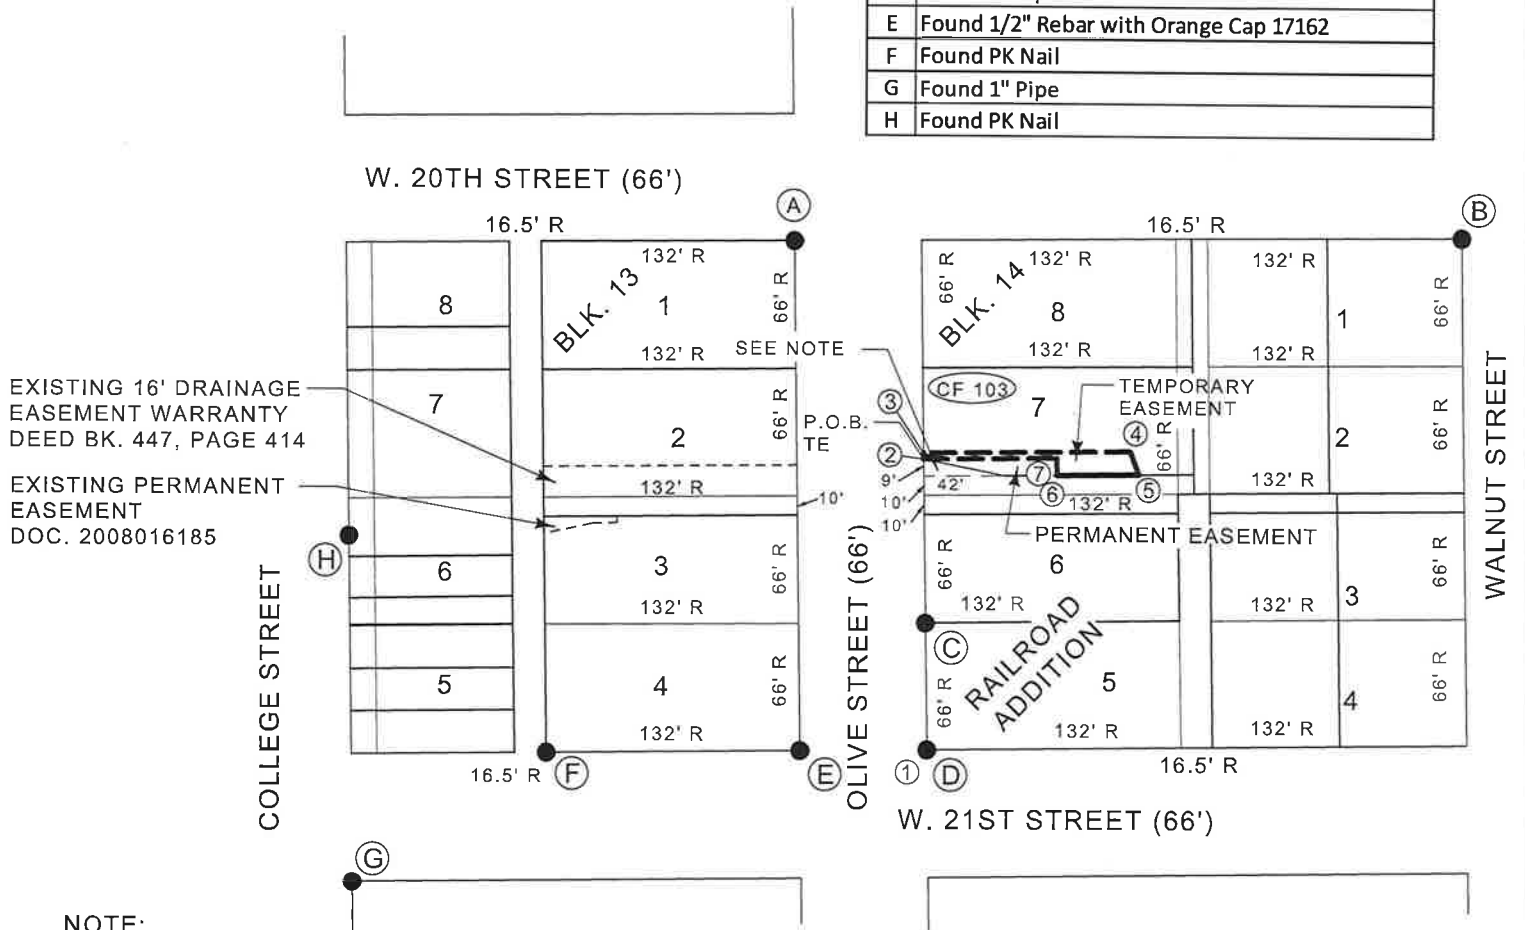 E Found 1/2" Rebar with Orange Cap 17162
F Found PK Nail
G Found 1" Pipe
H Found PK Nail
W. 20TH STREET (66')
A
B
16.5' R
16.5' R
132' R
132' R
132' R
132' R
8
BLK. 13
1
66' R
66' R
BLK. 14
8
1
66' R
132' R
SEE NOTE
132' R
132' R
EXISTING 16' DRAINAGE
EASEMENT WARRANTY
DEED BK. 447, PAGE 414
7
2
66' R
3
P.O.B.
TE
CF 103
7
TEMPORARY
EASEMENT
4
66' R
2
66' R
WALNUT STREET
EXISTING PERMANENT
EASEMENT
DOC. 2008016185
132' R
10'
2
9'
42'
10'
10'
7
6
5
132' R
132' R
PERMANENT EASEMENT
H
6
3
66' R
132' R
OLIVE STREET (66')
66' R
6
132' R
132' R
3
66' R
COLLEGE STREET
C
RAILROAD
ADDITION
5
4
66' R
132' R
66' R
5
132' R
132' R
4
66' R
16.5' R
F
E
1
D
16.5' R
W. 21ST STREET (66')
G
NOTE: